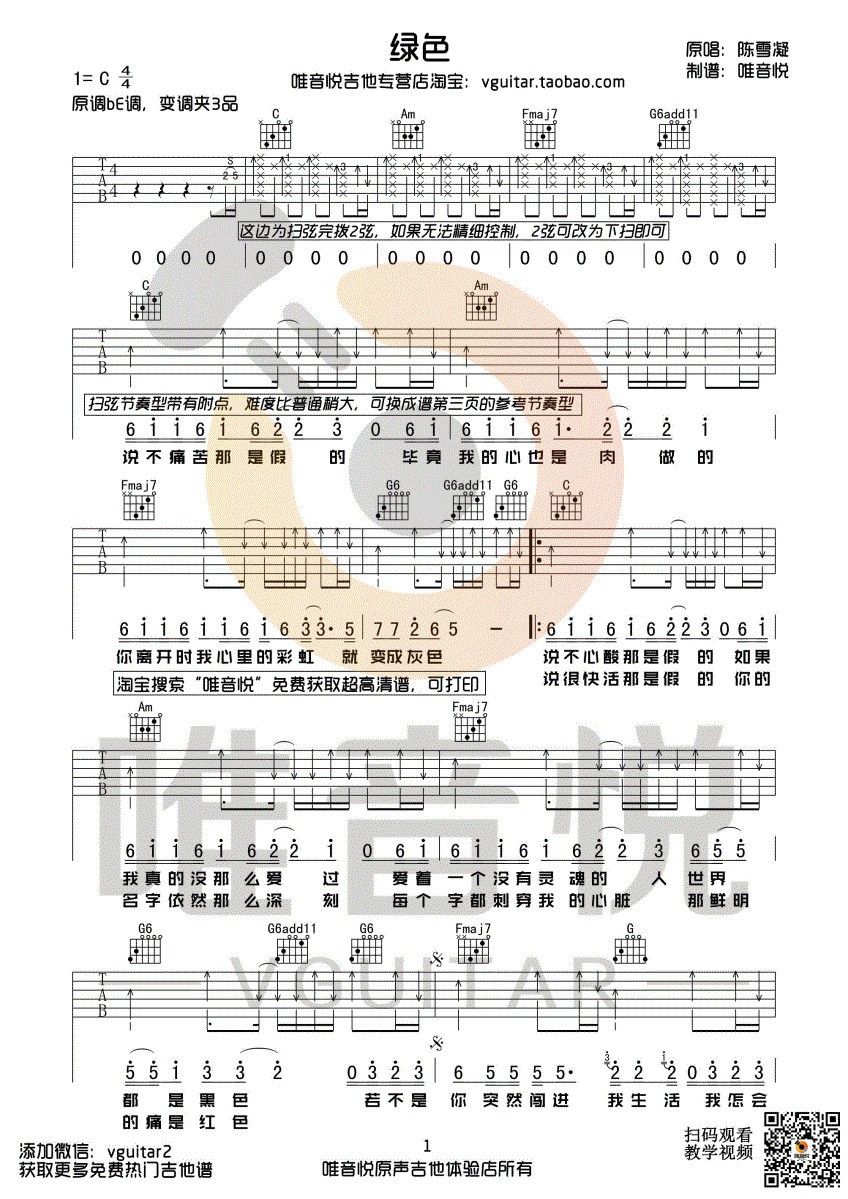 绿色
原唱：陈雪凝
制谱：唯音悦
1= C 4/4
唯音悦吉他专营店淘宝：vguitar.taobao.com
原调bE调，变调夹3品
C Am Fmaj7 G6add11
这边为扫弦完拨2弦，如果无法精细控制，2弦可改为下扫即可
0 0 0 0 0 0 0 0 0 0 0 0 0 0 0 0 0 0 0 0
C Am
扫弦节奏型带有附点，难度比普通稍大，可换成谱第三页的参考节奏型
6 i i 6 i 6 2 2 2 3 0 6 i 6 i i 6 i· 2 2 2 i
说不痛苦那是假的 毕竟我的心也是肉做的
Fmaj7 G6 G6add11 G6 C
6 i i i i i 6 i 6 3 3· 5 7 7 2 6 5 - 6 i i i 6 2 2 3 0 6 i
你离开时我心里的彩虹 就变成灰色 说不心酸那是假的 如果
说很快活那是假的 你的
淘宝搜索“唯音悦”免费获取超高清谱，可打印
Am Fmaj7
6 i i 6 i 6 2 2 i 0 6 i 6 i i i 6 i 2 2 3 6 5 5
我真的没那么爱过 爱着一个没有灵魂的人 世界
名字依然那么深刻 每个字都刺穿我的心脏 那鲜明
G6 G6add11 G6 Fmaj7 G
5 5 i 3 3 2 0 3 2 3 6 5 5 5 5· 2 2 2 0 3 2 3
都是黑色 若不是你突然闯进 我生活 我怎会
的痛是红色
唯音悦
VGUITAR
添加微信：vguitar2
获取更多免费热门吉他谱
1
唯音悦原声吉他体验店所有
扫码观看
教学视频